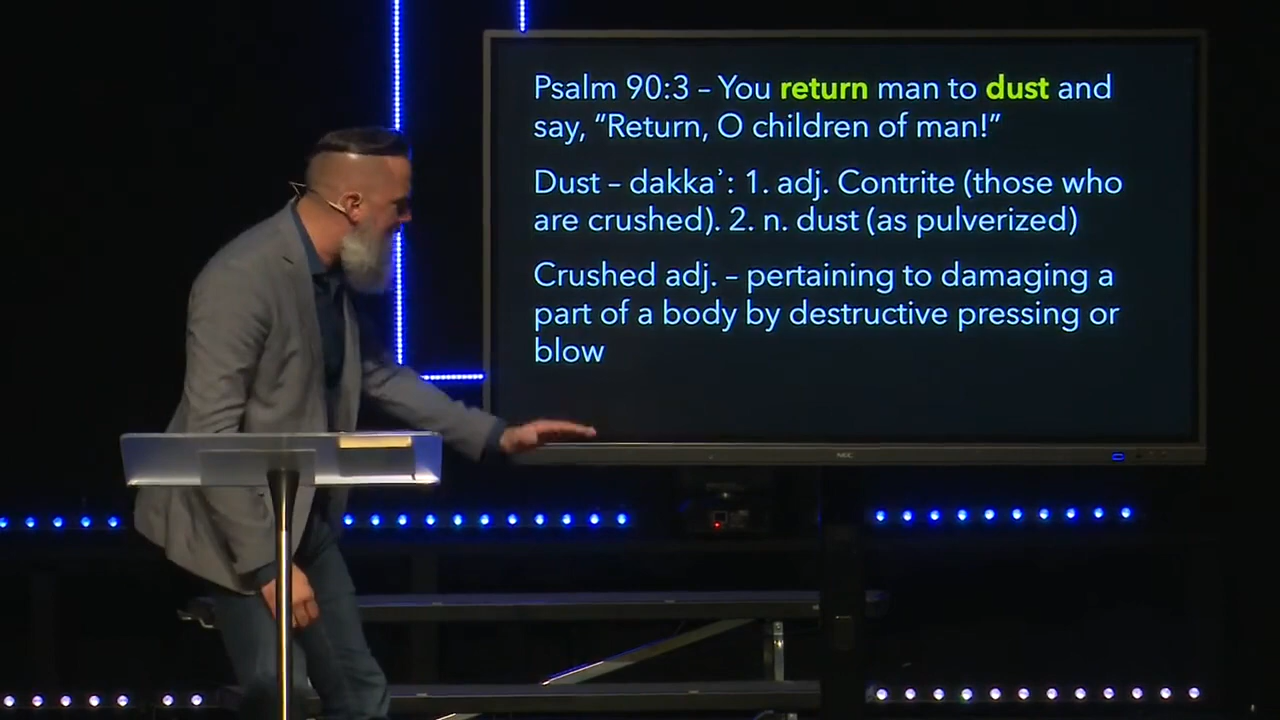 Psalm 90:3 – You return man to dust and
say, “Return, O children of man!”
Dust – dakkaʾ: 1. adj. Contrite (those who
are crushed). 2. n. dust (as pulverized)
Crushed adj. – pertaining to damaging a
part of a body by destructive pressing or
blow
NEC